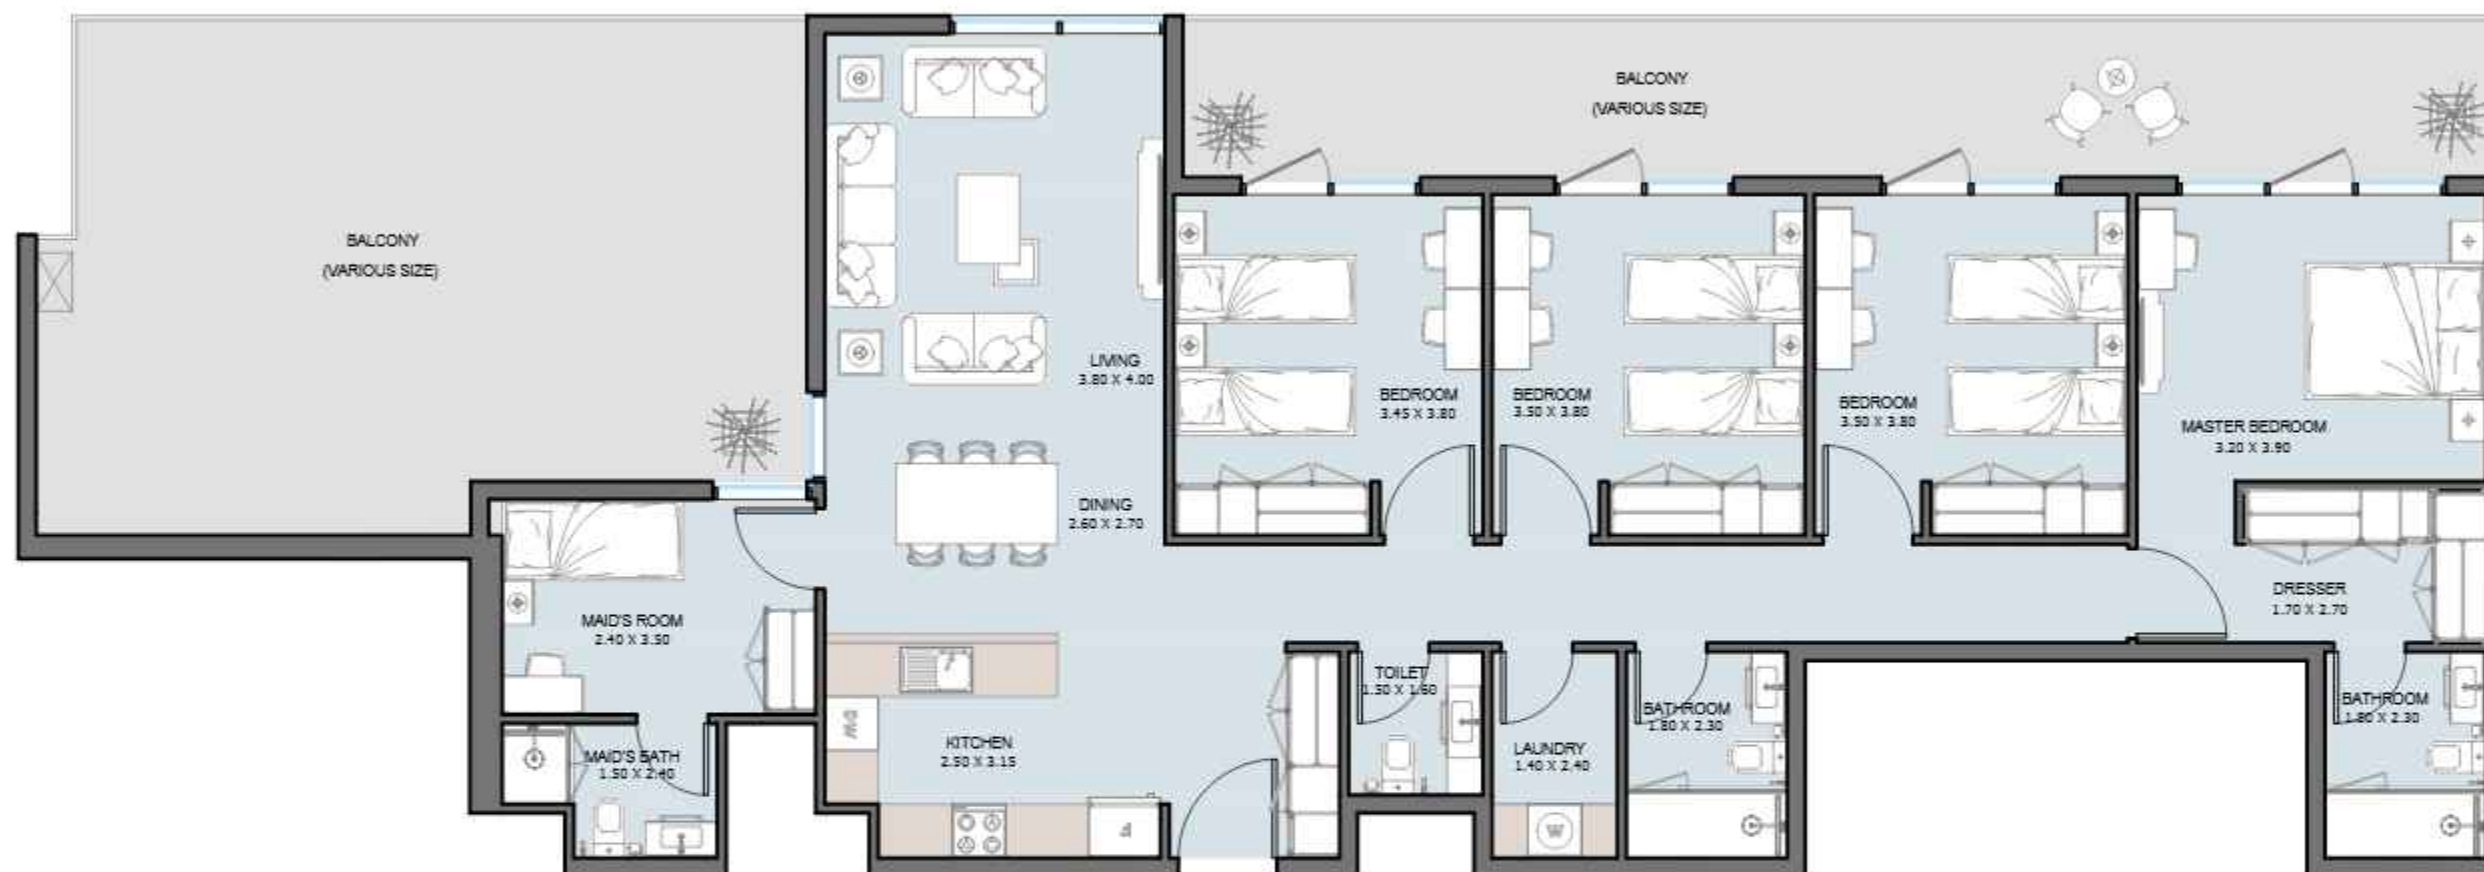 BALCONY
(VARIOUS SIZE)
BALCONY
(VARIOUS SIZE)
LIVING
3.80 X 4.00
BEDROOM
3.45 X 3.80
BEDROOM
3.50 X 3.80
BEDROOM
3.50 X 3.80
MASTER BEDROOM
3.20 X 3.90
DINING
2.60 X 2.70
MAID'S ROOM
2.40 X 3.50
DRESSER
1.70 X 2.70
TOILET
1.50 X 1.60
BATHROOM
1.80 X 2.30
BATHROOM
1.80 X 2.30
DW
KITCHEN
2.50 X 3.15
LAUNDRY
1.40 X 2.40
MAID'S BATH
1.50 X 2.40
F
W